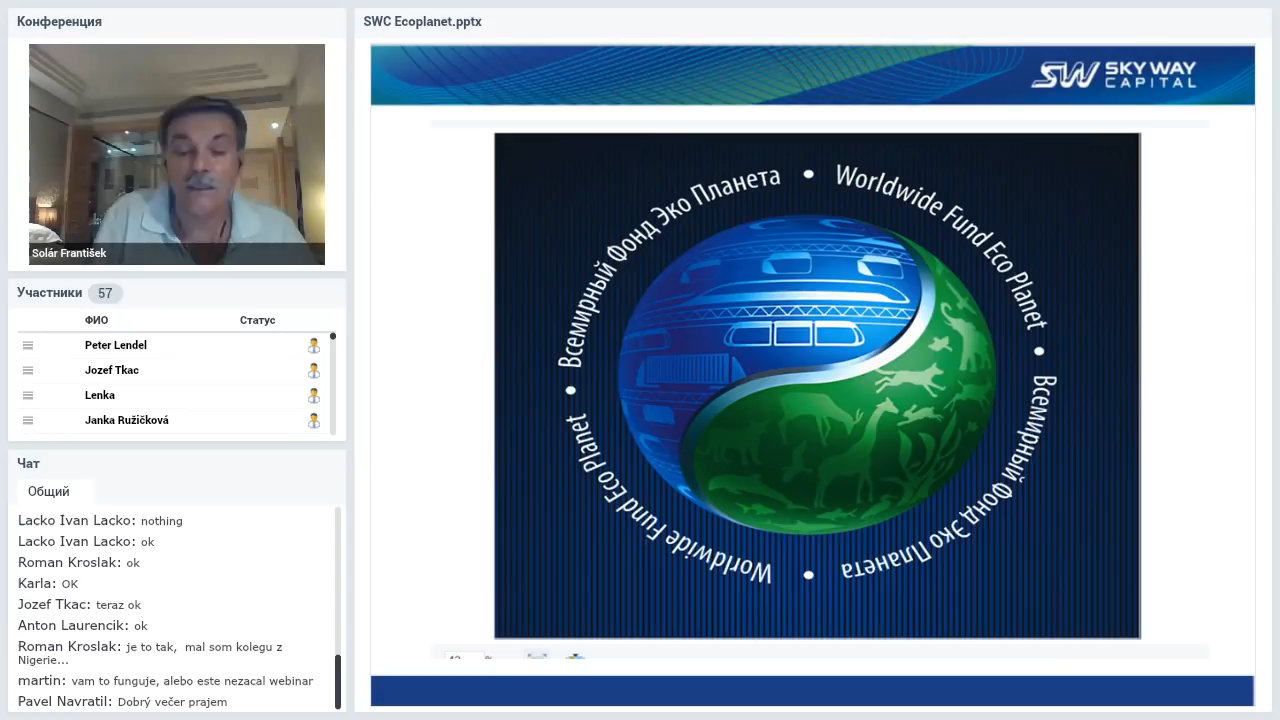 Конференция
Solár František
Участники 57
ФИО Статус
Peter Lendel
Jozef Tkac
Lenka
Janka Ružičková
Чат
Общий
Lacko Ivan Lacko: nothing
Lacko Ivan Lacko: ok
Roman Kroslak: ok
Karla: OK
Jozef Tkac: teraz ok
Anton Laurencik: ok
Roman Kroslak: je to tak, mal som kolegu z
Nigerie...
martin: vam to funguje, alebo este nezacal webinar
Pavel Navratil: Dobrý večer prajem
SWC Ecoplanet.pptx
SW SKY WAY
CAPITAL
Всемирный Фонд Эко Планета • Worldwide Fund Eco Planet • Всемирный Фонд Эко Планета • Worldwide Fund Eco Planet •